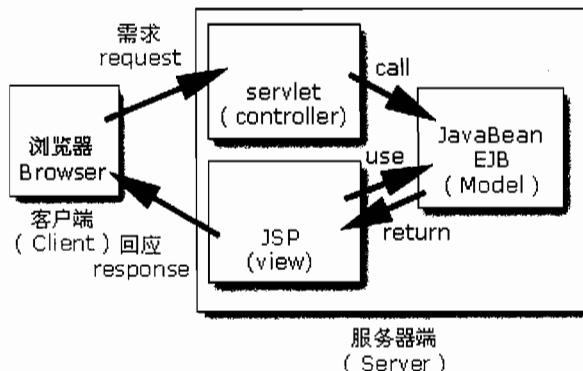 需求
request
servlet
( controller)
call
JavaBean
EJB
( Model )
浏览器
Browser
use
客户端
( Client )
回应
response
JSP
(view)
return
服务器端
( Server )